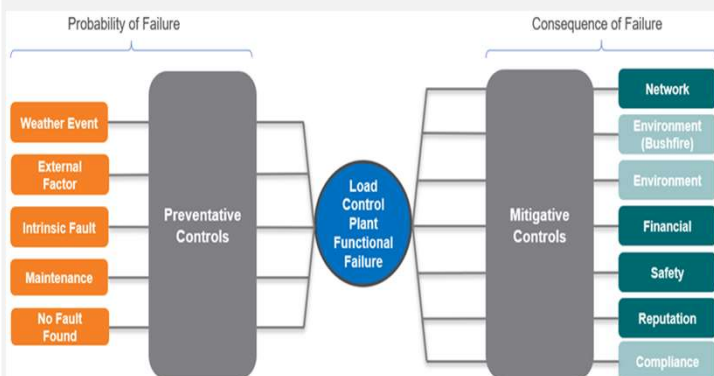 Probability of Failure
Consequence of Failure
Weather Event
External
Factor
Intrinsic Fault
Maintenance
No Fault
Found
Preventative
Controls
Load
Control
Plant
Functional
Failure
Mitigative
Controls
Network
Environment
(Bushfire)
Environment
Financial
Safety
Reputation
Compliance